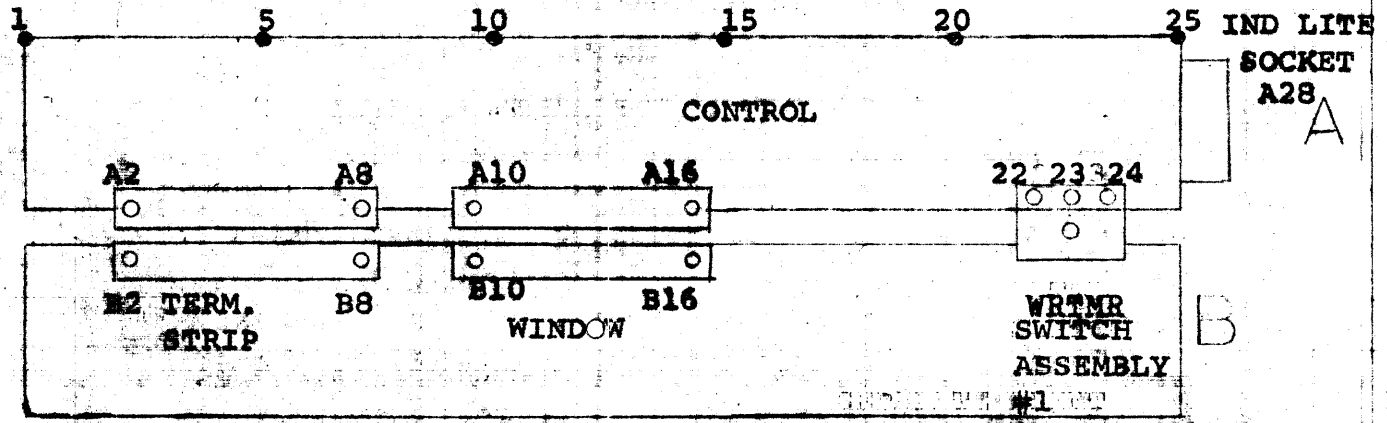 1 5 10 15 20 25 IND LITE
SOCKET
A28
A
CONTROL
A2 A8 A10 A16 22 23 24
B2 TERM. B8 B10 B16
STRIP
WINDOW
WRTMR
SWITCH
ASSEMBLY
#1
B